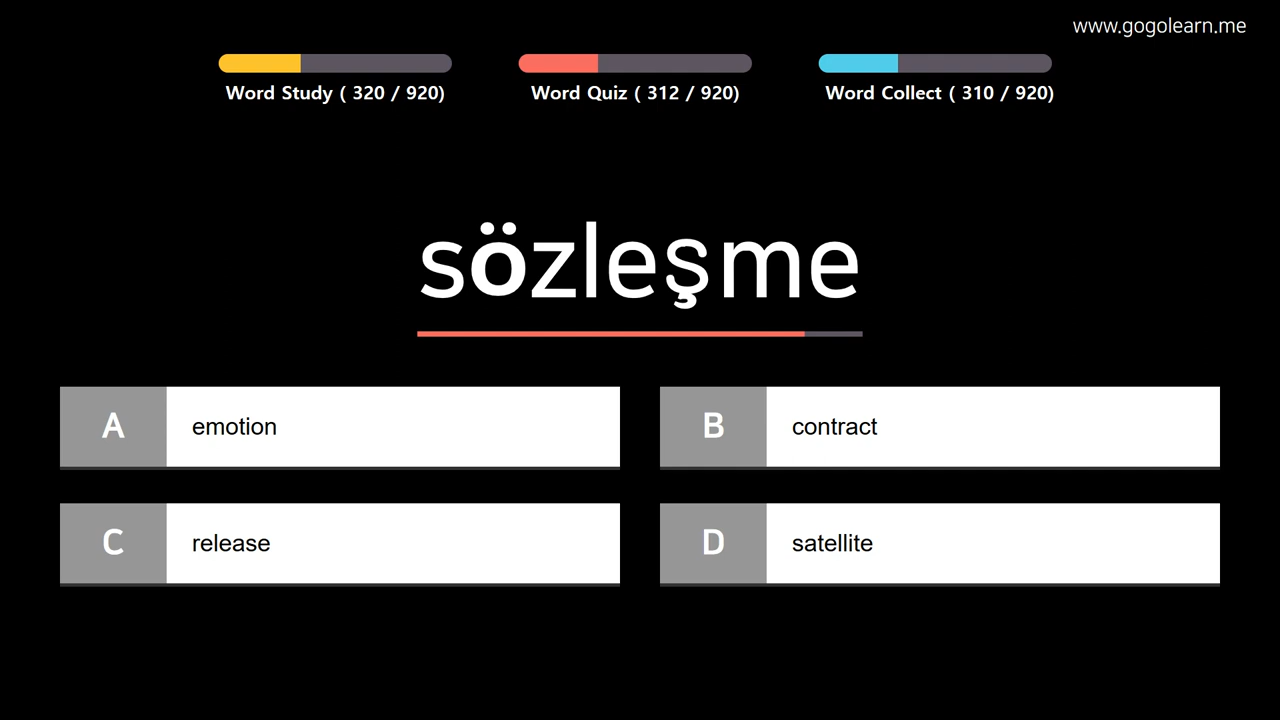 www.gogolearn.me
Word Study ( 320 / 920)
Word Quiz ( 312 / 920)
Word Collect ( 310 / 920)
sözleşme
A emotion
B contract
C release
D satellite